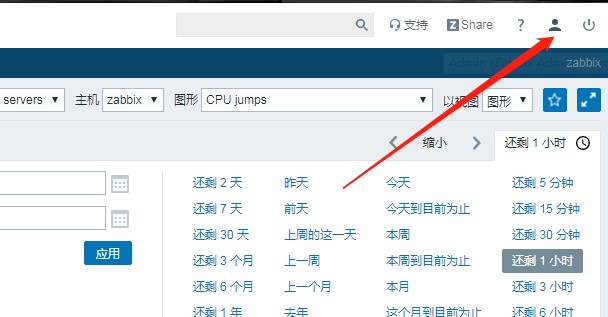 支持 Z Share ?
Admin (Zabbix Adm zabbix
servers 主机 zabbix 图形 CPU jumps 以视图 图形
缩小 还剩 1 小时
还剩 2 天 昨天 今天 还剩 5 分钟
还剩 7 天 前天 今天到目前为止 还剩 15 分钟
还剩 30 天 上周的这一天 本周 还剩 30 分钟
应用 还剩 3 个月 上一周 本周到目前为止 还剩 1 小时
还剩 6 个月 上一个月 本月 还剩 3 小时
还剩 1 年 去年 这个月到目前为止 还剩 6 小时